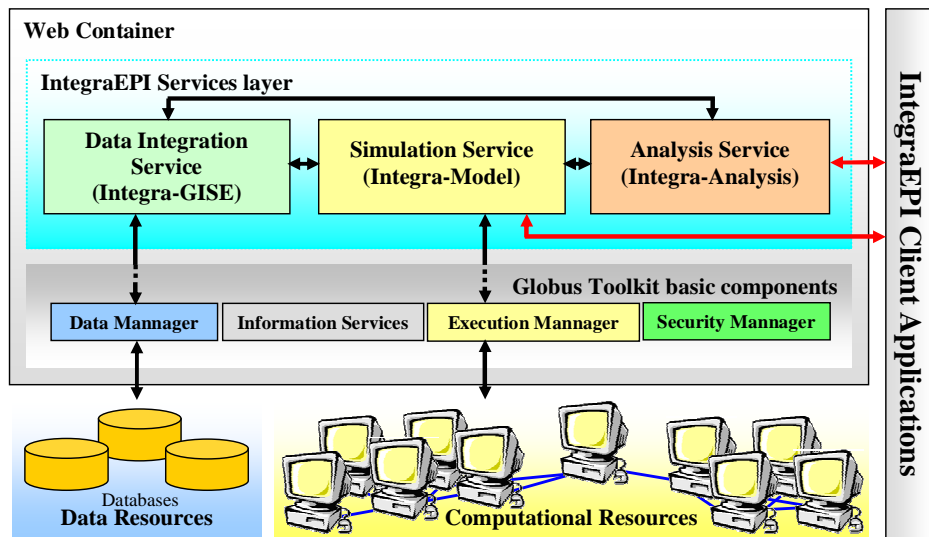 Web Container
IntegraEPI Services layer
Data Integration
Service
(Integra-GISE)
Simulation Service
(Integra-Model)
Analysis Service
(Integra-Analysis)
Globus Toolkit basic components
Data Mannager
Information Services
Execution Mannager
Security Mannager
Databases
Data Resources
Computational Resources
IntegraEPI Client Applications